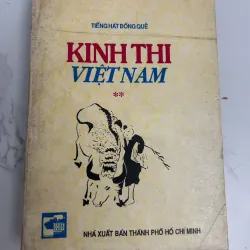 TIẾNG HÁT ĐỒNG QUÊ
KINH THI
VIỆT NAM
**
NHÀ XUẤT BẢN THÀNH PHỐ HỒ CHÍ MINH